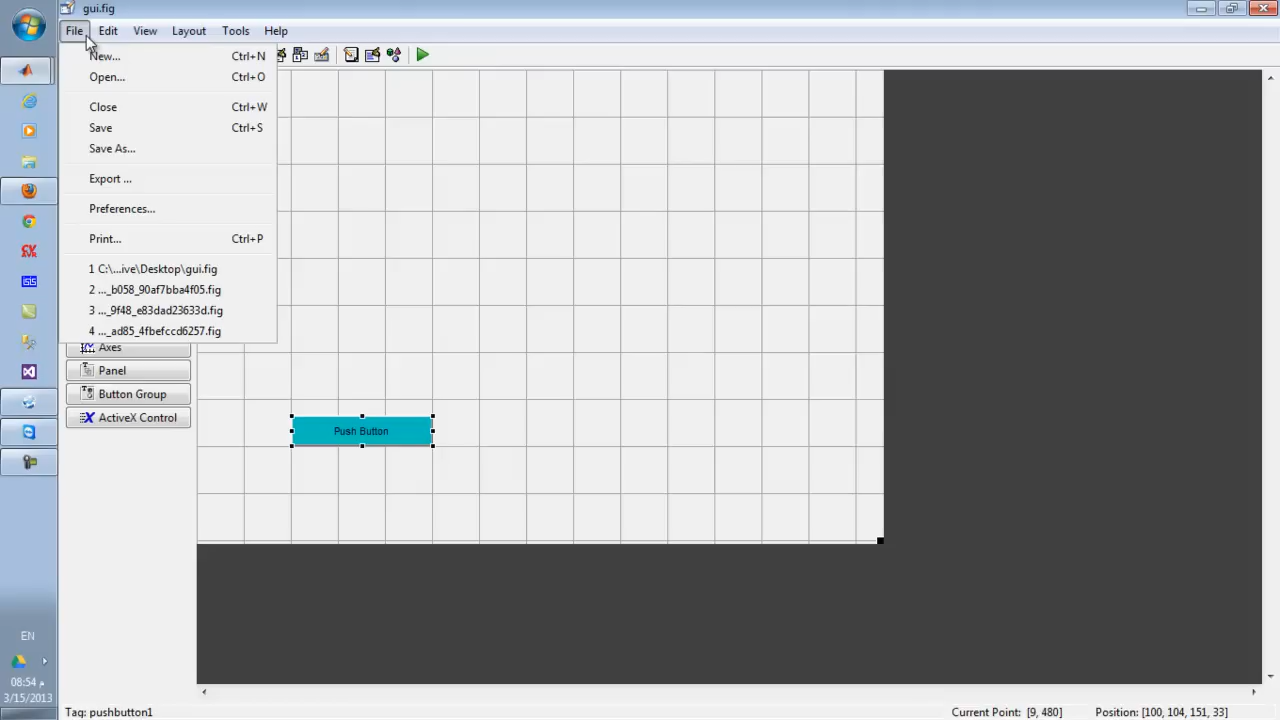 gui.fig
File Edit View Layout Tools Help
New... Ctrl+N
Open... Ctrl+O
Close Ctrl+W
Save Ctrl+S
Save As...
Export ...
Preferences...
Print... Ctrl+P
1 C:\...ive\Desktop\gui.fig
2 ..._b058_90af7bba4f05.fig
3 ..._9f48_e83dad23633d.fig
4 ..._ad85_4fbefccd6257.fig
Axes
Panel
Button Group
ActiveX Control
Push Button
CV
AVR
ISIS
EN
08:54 م
3/15/2013
Tag: pushbutton1
Current Point: [9, 480]
Position: [100, 104, 151, 33]